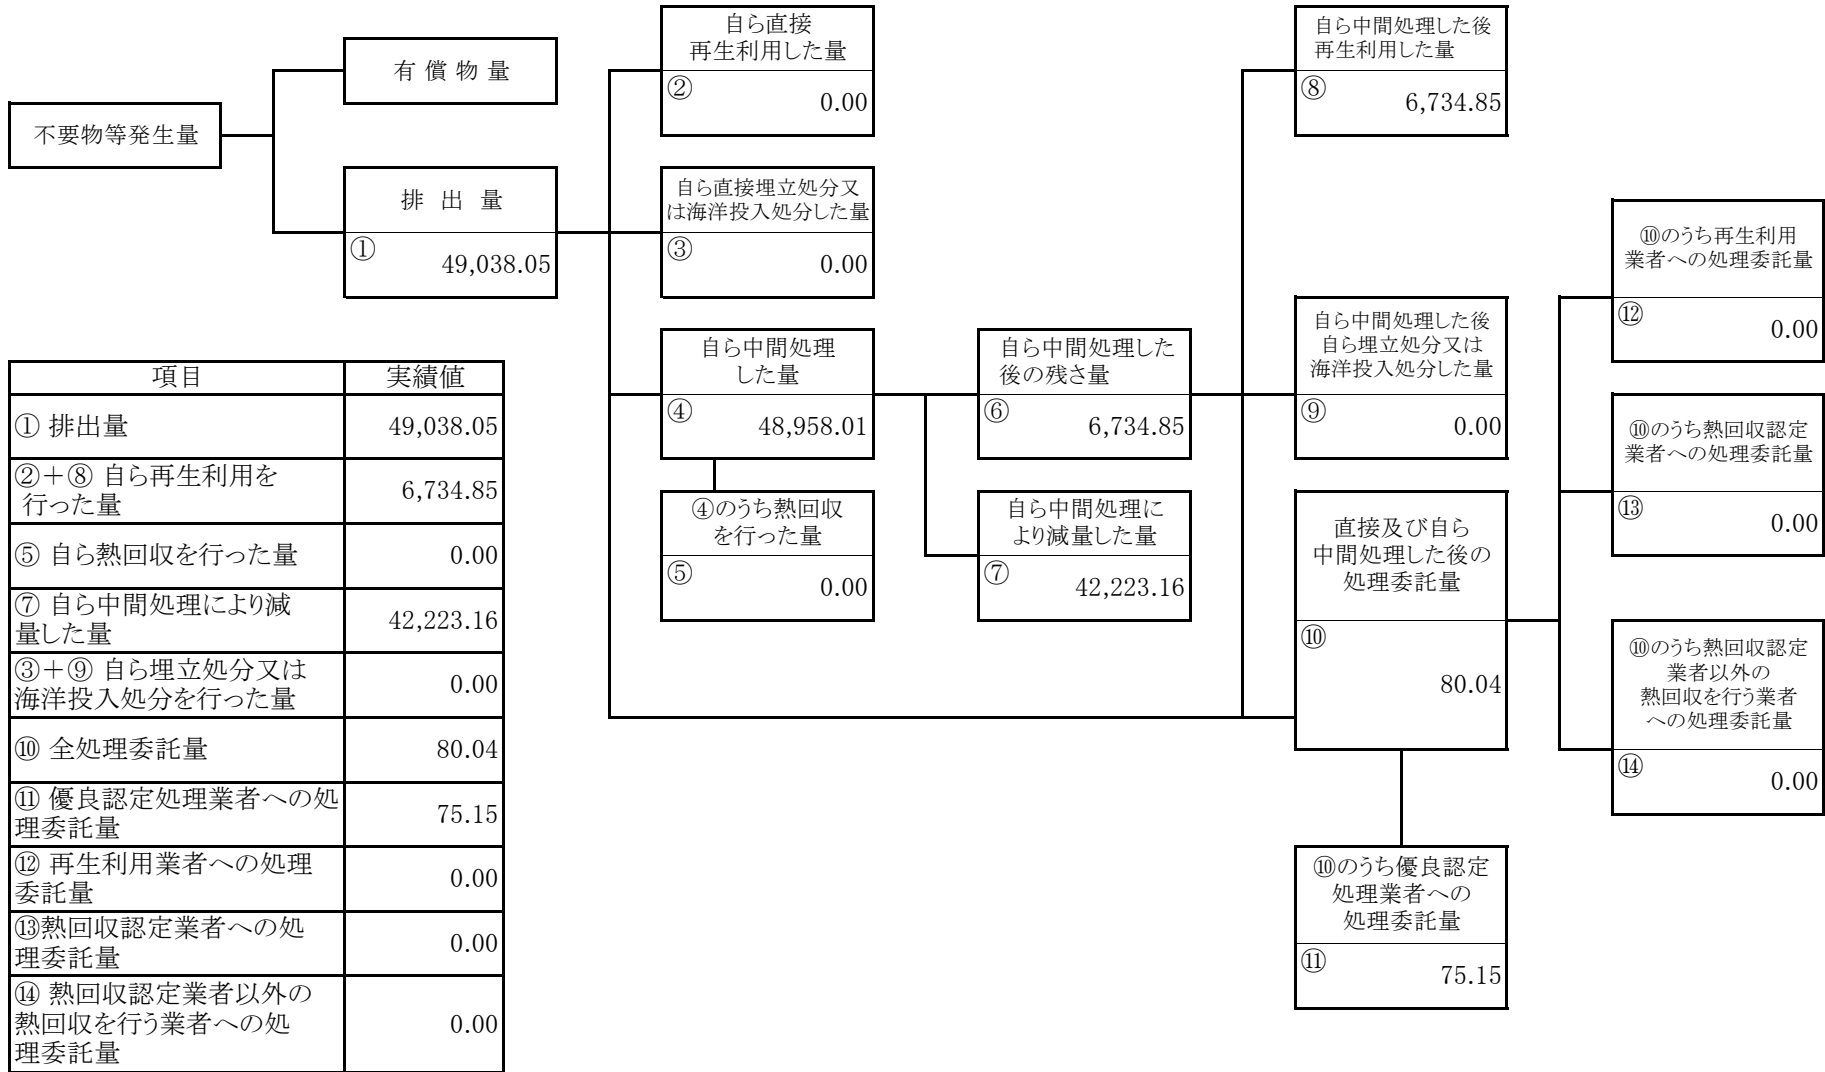 不要物等発生量
有 償 物 量
排 出 量
①
49,038.05
自ら直接
再生利用した量
②
0.00
自ら直接埋立処分又
は海洋投入処分した量
③
0.00
自ら中間処理
した量
④
48,958.01
④のうち熱回収
を行った量
⑤
0.00
自ら中間処理した
後の残さ量
⑥
6,734.85
自ら中間処理に
より減量した量
⑦
42,223.16
自ら中間処理した後
再生利用した量
⑧
6,734.85
自ら中間処理した後
自ら埋立処分又は
海洋投入処分した量
⑨
0.00
直接及び自ら
中間処理した後の
処理委託量
⑩
80.04
⑩のうち優良認定
処理業者への
処理委託量
⑪
75.15
⑩のうち再生利用
業者への処理委託量
⑫
0.00
⑩のうち熱回収認定
業者への処理委託量
⑬
0.00
⑩のうち熱回収認定
業者以外の
熱回収を行う業者
への処理委託量
⑭
0.00
項目 実績値
① 排出量 49,038.05
②+⑧ 自ら再生利用を
行った量 6,734.85
⑤ 自ら熱回収を行った量 0.00
⑦ 自ら中間処理により減
量した量 42,223.16
③+⑨ 自ら埋立処分又は
海洋投入処分を行った量 0.00
⑩ 全処理委託量 80.04
⑪ 優良認定処理業者への処
理委託量 75.15
⑫ 再生利用業者への処理
委託量 0.00
⑬熱回収認定業者への処
理委託量 0.00
⑭ 熱回収認定業者以外の
熱回収を行う業者への処
理委託量 0.00